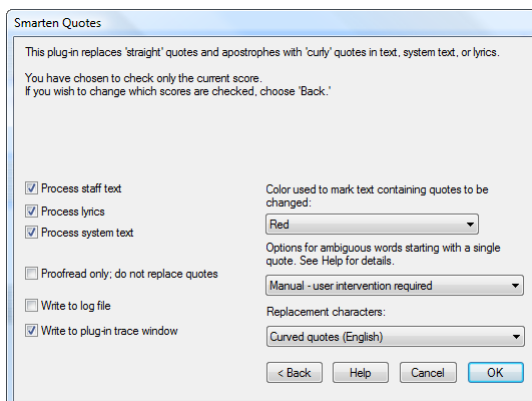 Smarten Quotes
This plug-in replaces 'straight' quotes and apostrophes with 'curly' quotes in text, system text, or lyrics.
You have chosen to check only the current score.
If you wish to change which scores are checked, choose 'Back.'
Process staff text
Process lyrics
Process system text
Proofread only; do not replace quotes
Write to log file
Write to plug-in trace window
Color used to mark text containing quotes to be
changed:
Red
Options for ambiguous words starting with a single
quote. See Help for details.
Manual - user intervention required
Replacement characters:
Curved quotes (English)
< Back
Help
Cancel
OK